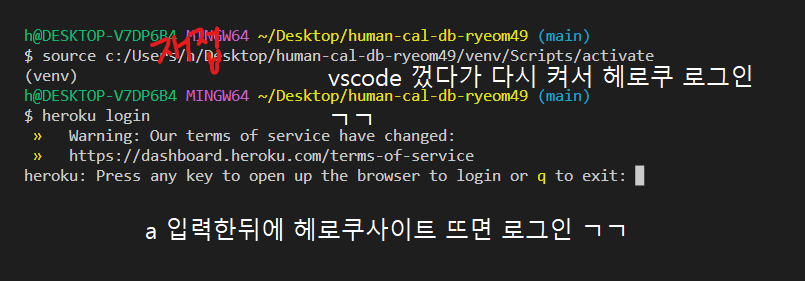 h@DESKTOP-V7DP6B4 MINGW64 ~/Desktop/human-cal-db-ryeom49 (main)
$ source c:/Users/h/Desktop/human-cal-db-ryeom49/venv/Scripts/activate
(venv)
vscode 껐다가 다시 켜서 헤로쿠 로그인
h@DESKTOP-V7DP6B4 MINGW64 ~/Desktop/human-cal-db-ryeom49 (main)
$ heroku login
ㄱㄱ
» Warning: Our terms of service have changed:
» https://dashboard.heroku.com/terms-of-service
heroku: Press any key to open up the browser to login or q to exit:
a 입력한뒤에 헤로쿠사이트 뜨면 로그인 ㄱㄱ